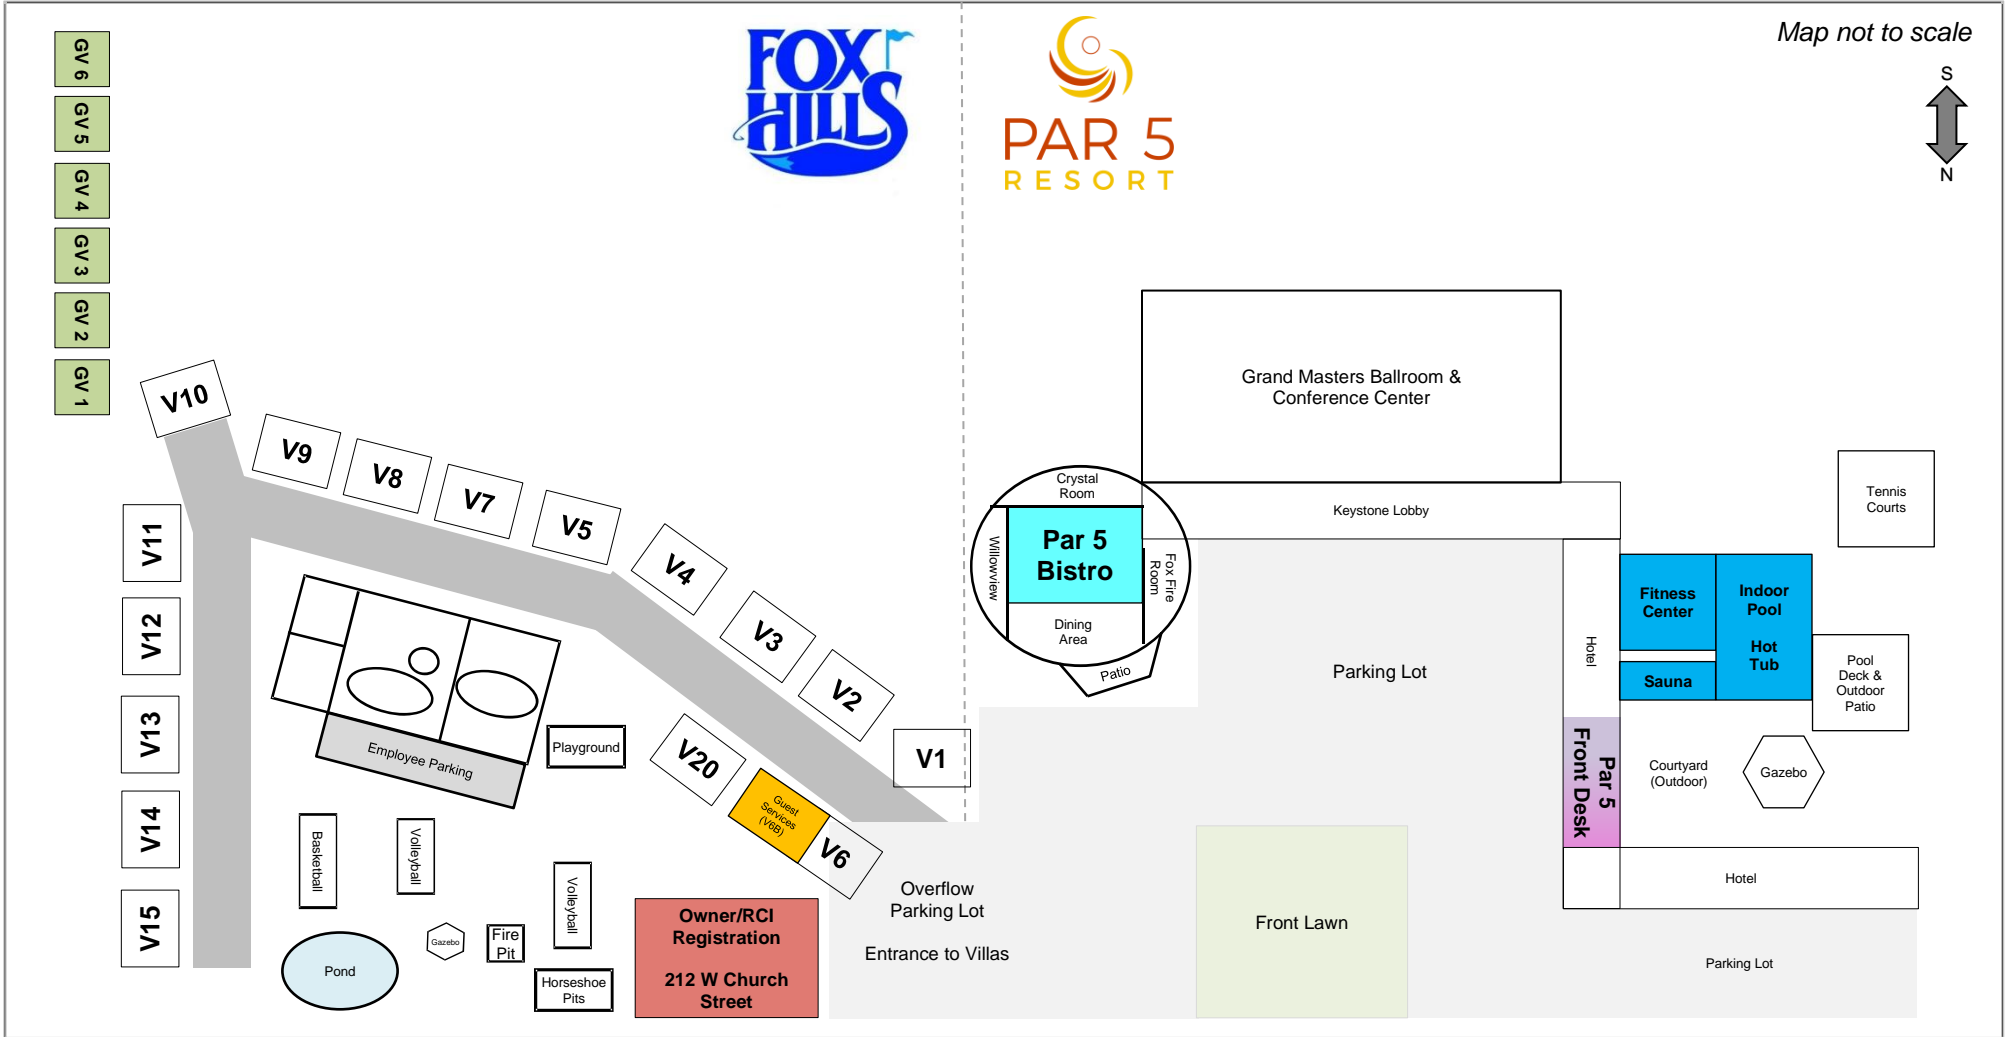 Map not to scale
S
N
FOX
HILLS
PAR 5
RESORT
GV 6
GV 5
GV 4
GV 3
GV 2
GV 1
V10
V9
V8
V7
V5
V4
V3
V2
V1
V11
V12
V13
V14
V15
V20
Guest
Services
(V6B)
V6
Employee Parking
Playground
Basketball
Volleyball
Volleyball
Gazebo
Fire
Pit
Horseshoe
Pits
Pond
Owner/RCI
Registration
212 W Church
Street
Overflow
Parking Lot
Entrance to Villas
Grand Masters Ballroom &
Conference Center
Keystone Lobby
Crystal
Room
Willowview
Par 5
Bistro
Fox Fire
Room
Dining
Area
Patio
Parking Lot
Front Lawn
Hotel
Par 5
Front Desk
Fitness
Center
Indoor
Pool
Hot
Tub
Sauna
Tennis
Courts
Pool
Deck &
Outdoor
Patio
Courtyard
(Outdoor)
Gazebo
Hotel
Parking Lot